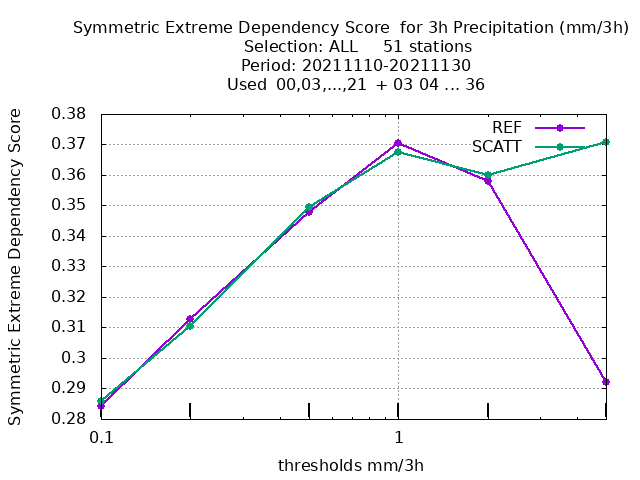 Symmetric Extreme Dependency Score  for 3h Precipitation (mm/3h)
Selection: ALL     51 stations
Period: 20211110-20211130
Used  00,03,...,21  + 03 04 ... 36
Symmetric Extreme Dependency Score
0.38
0.37
0.36
0.35
0.34
0.33
0.32
0.31
0.3
0.29
0.28
REF
SCATT
0.1
1
thresholds mm/3h